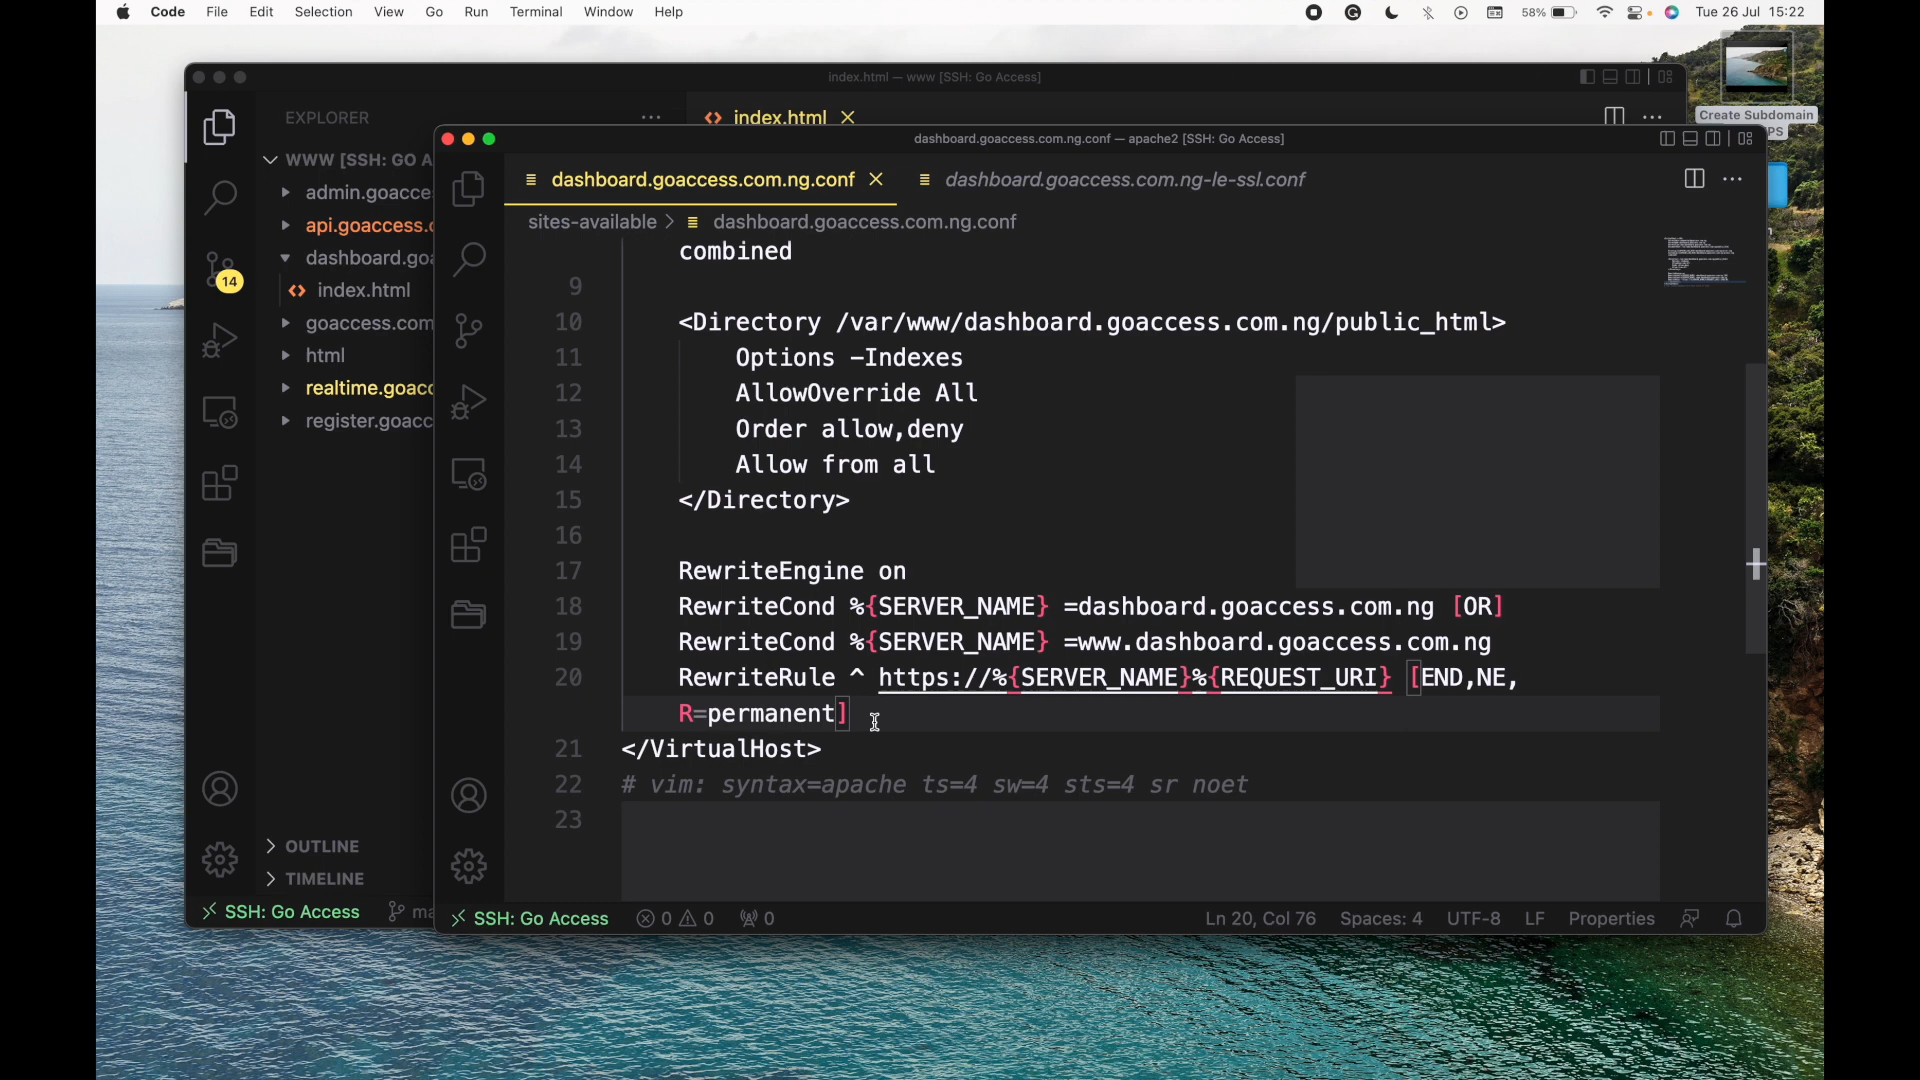 Code File Edit Selection View Go Run Terminal Window Help 58% Tue 26 Jul 15:22
index.html — www [SSH: Go Access]
Create Subdomain
PS
EXPLORER
index.html
dashboard.goaccess.com.ng.conf — apache2 [SSH: Go Access]
WWW [SSH: GO A
admin.goacce
api.goaccess.c
dashboard.goa
index.html
goaccess.com
html
realtime.goac
register.goacc
14
OUTLINE
TIMELINE
SSH: Go Access ma
dashboard.goaccess.com.ng.conf dashboard.goaccess.com.ng-le-ssl.conf
sites-available > dashboard.goaccess.com.ng.conf
combined
9
10 <Directory /var/www/dashboard.goaccess.com.ng/public_html>
11 Options -Indexes
12 AllowOverride All
13 Order allow,deny
14 Allow from all
15 </Directory>
16
17 RewriteEngine on
18 RewriteCond %{SERVER_NAME} =dashboard.goaccess.com.ng [OR]
19 RewriteCond %{SERVER_NAME} =www.dashboard.goaccess.com.ng
20 RewriteRule ^ https://%{SERVER_NAME}%{REQUEST_URI} [END,NE,
R=permanent]
21 </VirtualHost>
22 # vim: syntax=apache ts=4 sw=4 sts=4 sr noet
23
SSH: Go Access 0 0 0 Ln 20, Col 76 Spaces: 4 UTF-8 LF Properties